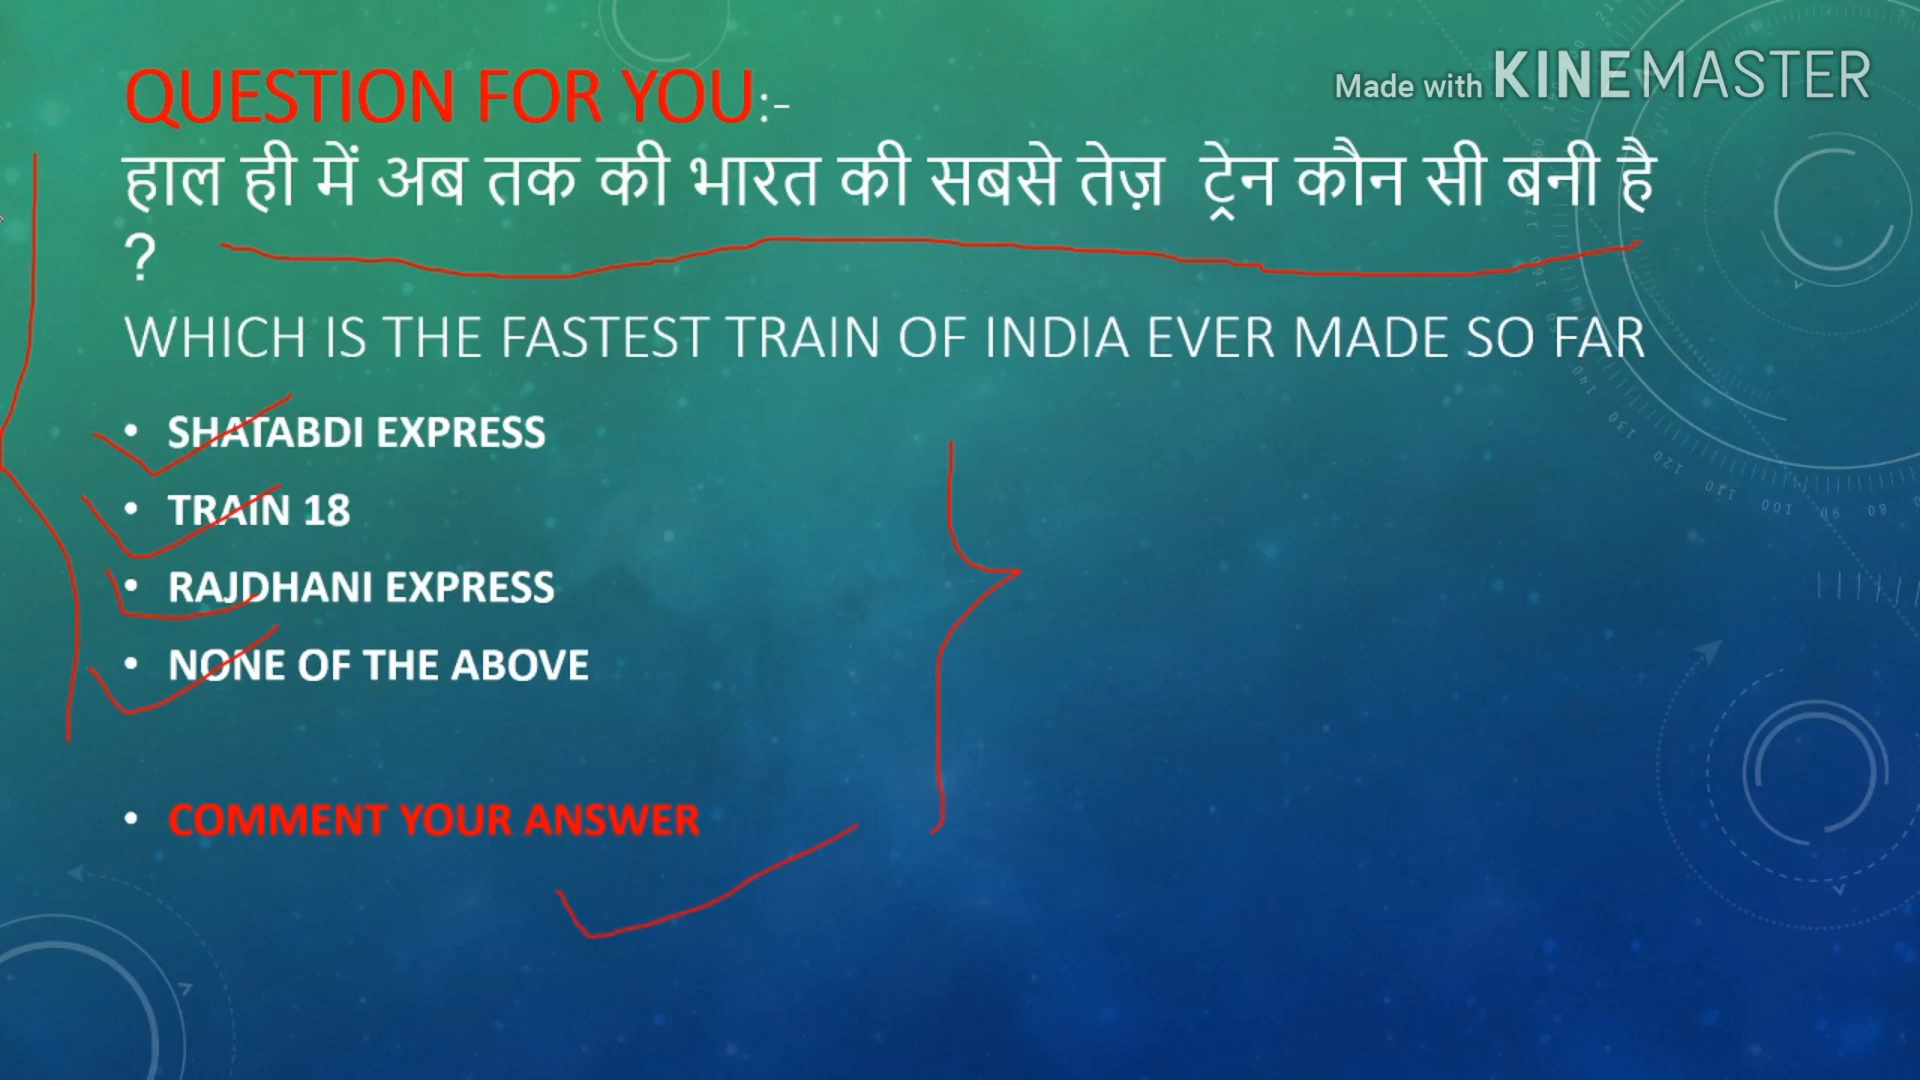 Made with KINEMASTER
QUESTION FOR YOU:-
हाल ही में अब तक की भारत की सबसे तेज़ ट्रेन कौन सी बनी है
?
WHICH IS THE FASTEST TRAIN OF INDIA EVER MADE SO FAR
• SHATABDI EXPRESS
• TRAIN 18
• RAJDHANI EXPRESS
• NONE OF THE ABOVE
• COMMENT YOUR ANSWER